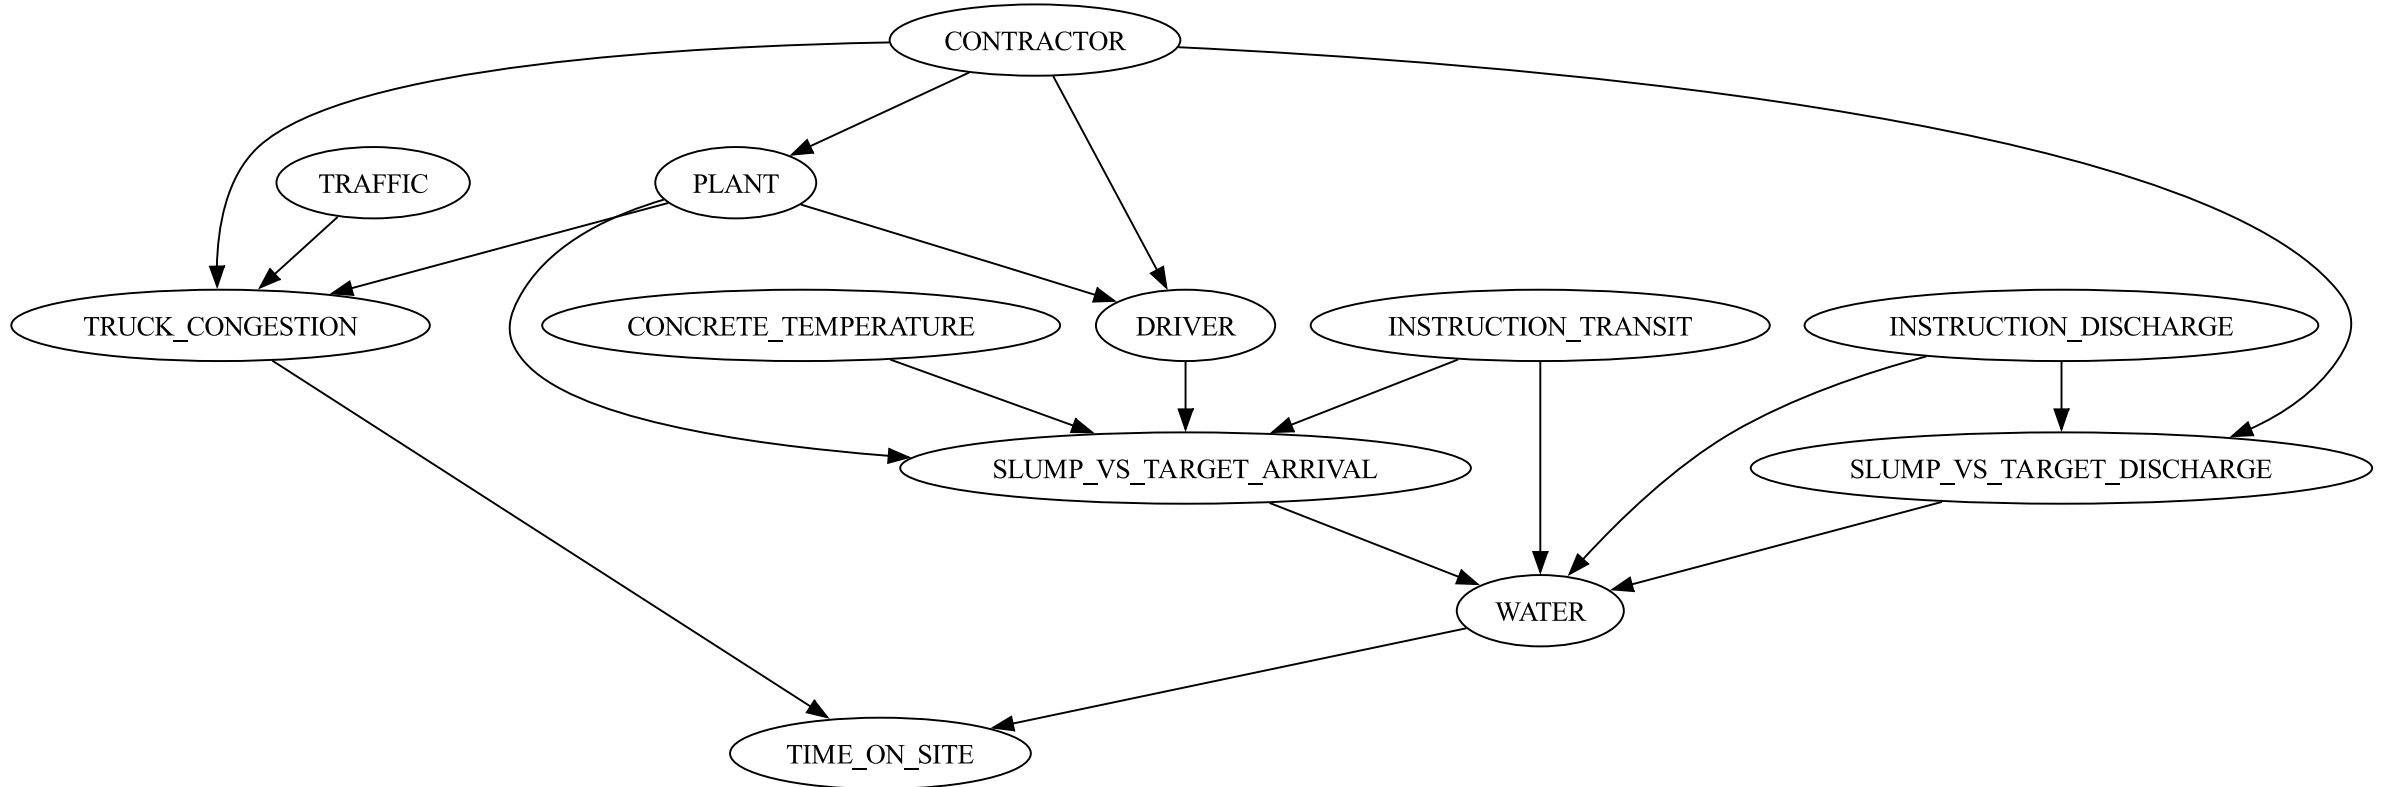 CONTRACTOR
TRAFFIC
PLANT
TRUCK_CONGESTION
CONCRETE_TEMPERATURE
DRIVER
INSTRUCTION_TRANSIT
INSTRUCTION_DISCHARGE
SLUMP_VS_TARGET_ARRIVAL
SLUMP_VS_TARGET_DISCHARGE
WATER
TIME_ON_SITE